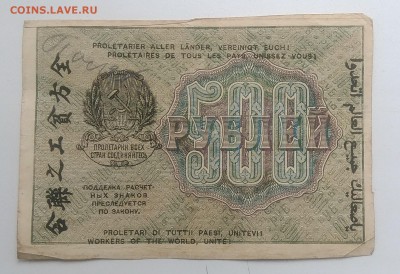 COINS.LAVE.RU
PROLETARIER ALLER LÄNDER, VEREINIGT EUCH!
PROLÉTAIRES DE TOUS LES PAYS, UNISSEZ-VOUS!
500
РУБЛЕЙ
ПРОЛЕТАРИИ ВСЕХ
СТРАН СОЕДИНЯЙТЕСЬ
ПОДДЕЛКА РАСЧЕТ-
НЫХ ЗНАКОВ
ПРЕСЛЕДУЕТСЯ
ПО ЗАКОНУ.
PROLETARI DI TUTTI PAESI, UNITEVI!
WORKERS OF THE WORLD, UNITE!